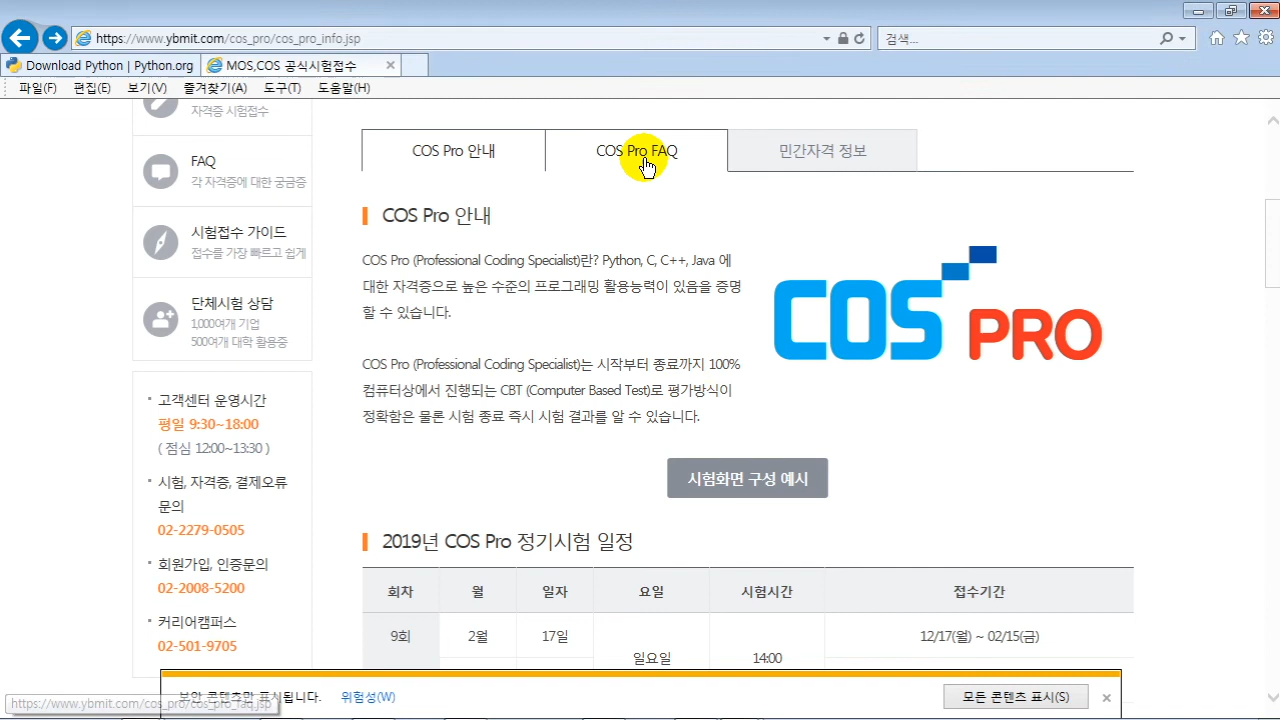 https://www.ybmit.com/cos_pro/cos_pro_info.jsp
검색...
Download Python | Python.org
MOS,COS 공식시험접수
파일(F) 편집(E) 보기(V) 즐겨찾기(A) 도구(T) 도움말(H)
자격증 시험접수
FAQ
각 자격증에 대한 궁금증
시험접수 가이드
접수를 가장 빠르고 쉽게
단체시험 상담
1,000여개 기업
500여개 대학 활용중
고객센터 운영시간
평일 9:30~18:00
( 점심 12:00~13:30 )
시험, 자격증, 결제오류
문의
02-2279-0505
회원가입, 인증문의
02-2008-5200
커리어캠퍼스
02-501-9705
COS Pro 안내
COS Pro FAQ
민간자격 정보
COS Pro 안내
COS Pro (Professional Coding Specialist)란? Python, C, C++, Java 에
대한 자격증으로 높은 수준의 프로그래밍 활용능력이 있음을 증명
할 수 있습니다.
COS Pro (Professional Coding Specialist)는 시작부터 종료까지 100%
컴퓨터상에서 진행되는 CBT (Computer Based Test)로 평가방식이
정확함은 물론 시험 종료 즉시 시험 결과를 알 수 있습니다.
COS PRO
시험화면 구성 예시
2019년 COS Pro 정기시험 일정
회차 월 일자 요일 시험시간 접수기간
9회 2월 17일 12/17(월) ~ 02/15(금)
일요일 14:00
보안 콘텐츠만 표시됩니다. 위험성(W)
모든 콘텐츠 표시(S)
https://www.ybmit.com/cos_pro/cos_pro_faq.jsp